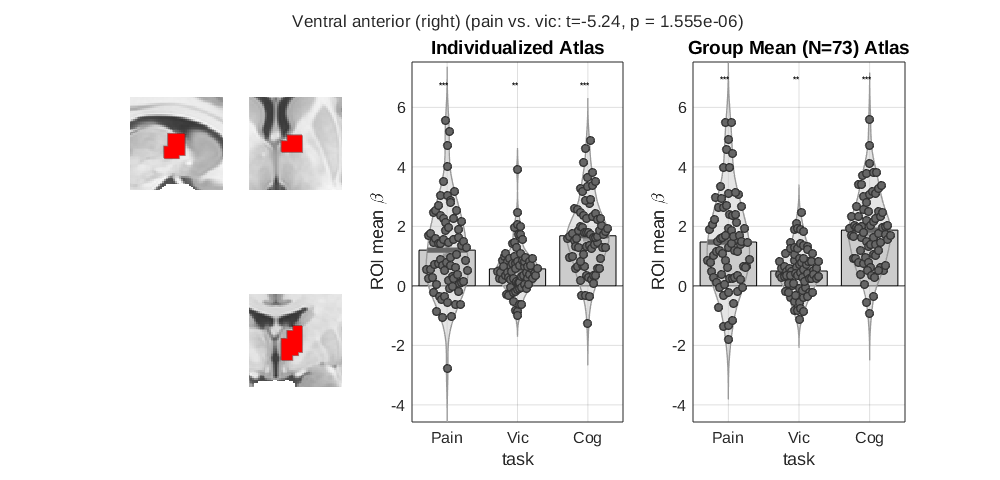 Ventral anterior (right) (pain vs. vic: t=-5.24, p = 1.555e-06)
Individualized Atlas
*** ** ***
6
4
2
0
-2
-4
ROI mean β
Pain Vic Cog
task
Group Mean (N=73) Atlas
*** ** ***
6
4
2
0
-2
-4
ROI mean β
Pain Vic Cog
task